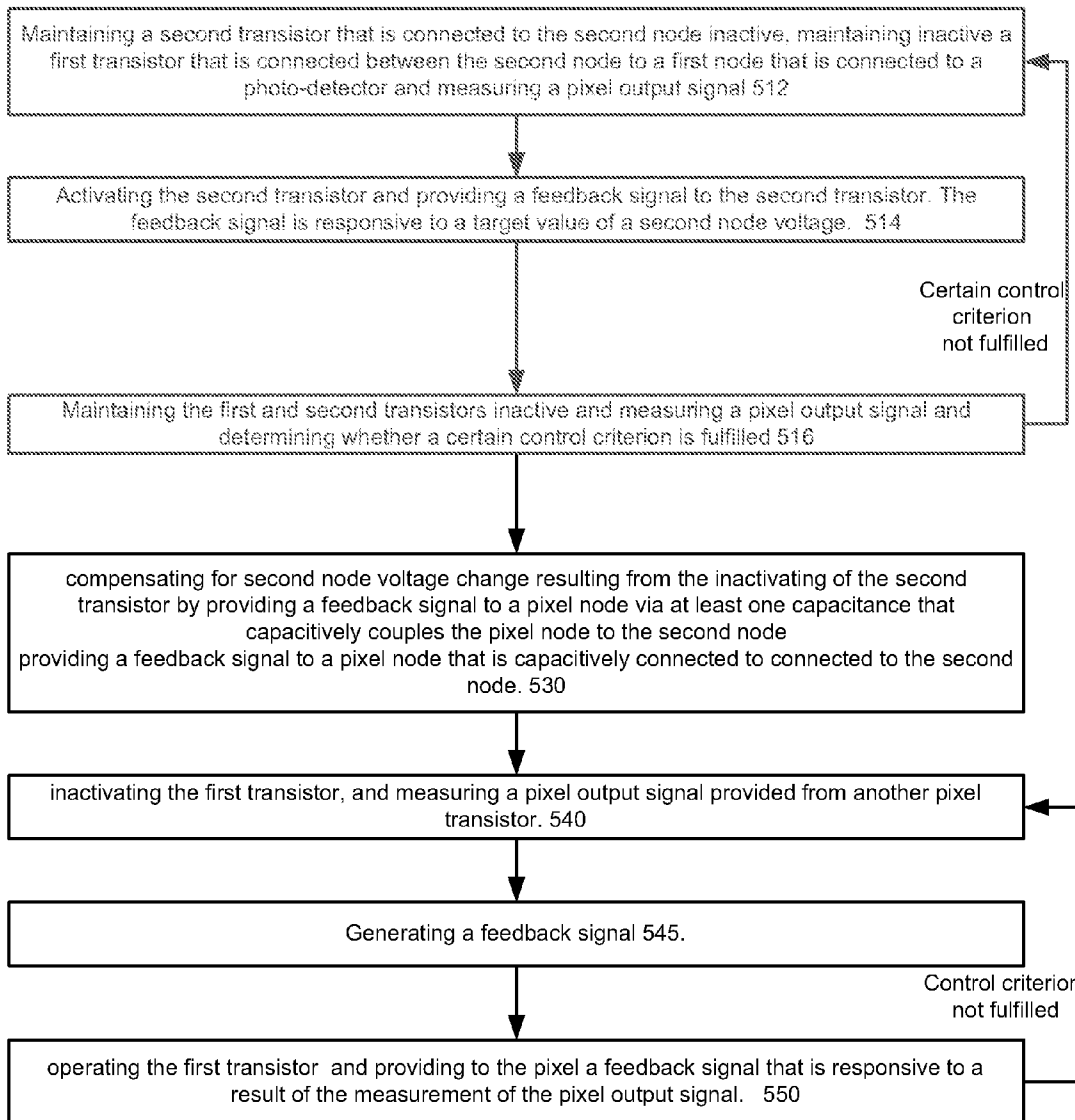 Maintaining a second transistor that is connected to the second node inactive, maintaining inactive a
first transistor that is connected between the second node to a first node that is connected to a
photo-detector and measuring a pixel output signal 512
Activating the second transistor and providing a feedback signal to the second transistor. The
feedback signal is responsive to a target value of a second node voltage. 514
Certain control
criterion
not fulfilled
Maintaining the first and second transistors inactive and measuring a pixel output signal and
determining whether a certain control criterion is fulfilled 516
compensating for second node voltage change resulting from the inactivating of the second
transistor by providing a feedback signal to a pixel node via at least one capacitance that
capacitively couples the pixel node to the second node
providing a feedback signal to a pixel node that is capacitively connected to connected to the second
node. 530
inactivating the first transistor, and measuring a pixel output signal provided from another pixel
transistor. 540
Generating a feedback signal 545.
Control criterion
not fulfilled
operating the first transistor and providing to the pixel a feedback signal that is responsive to a
result of the measurement of the pixel output signal. 550